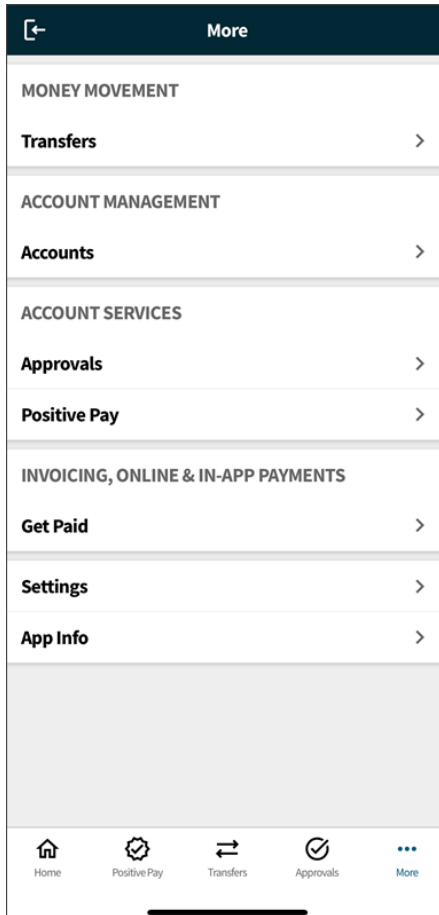 More
MONEY MOVEMENT
Transfers
ACCOUNT MANAGEMENT
Accounts
ACCOUNT SERVICES
Approvals
Positive Pay
INVOICING, ONLINE & IN-APP PAYMENTS
Get Paid
Settings
App Info
Home Positive Pay Transfers Approvals More